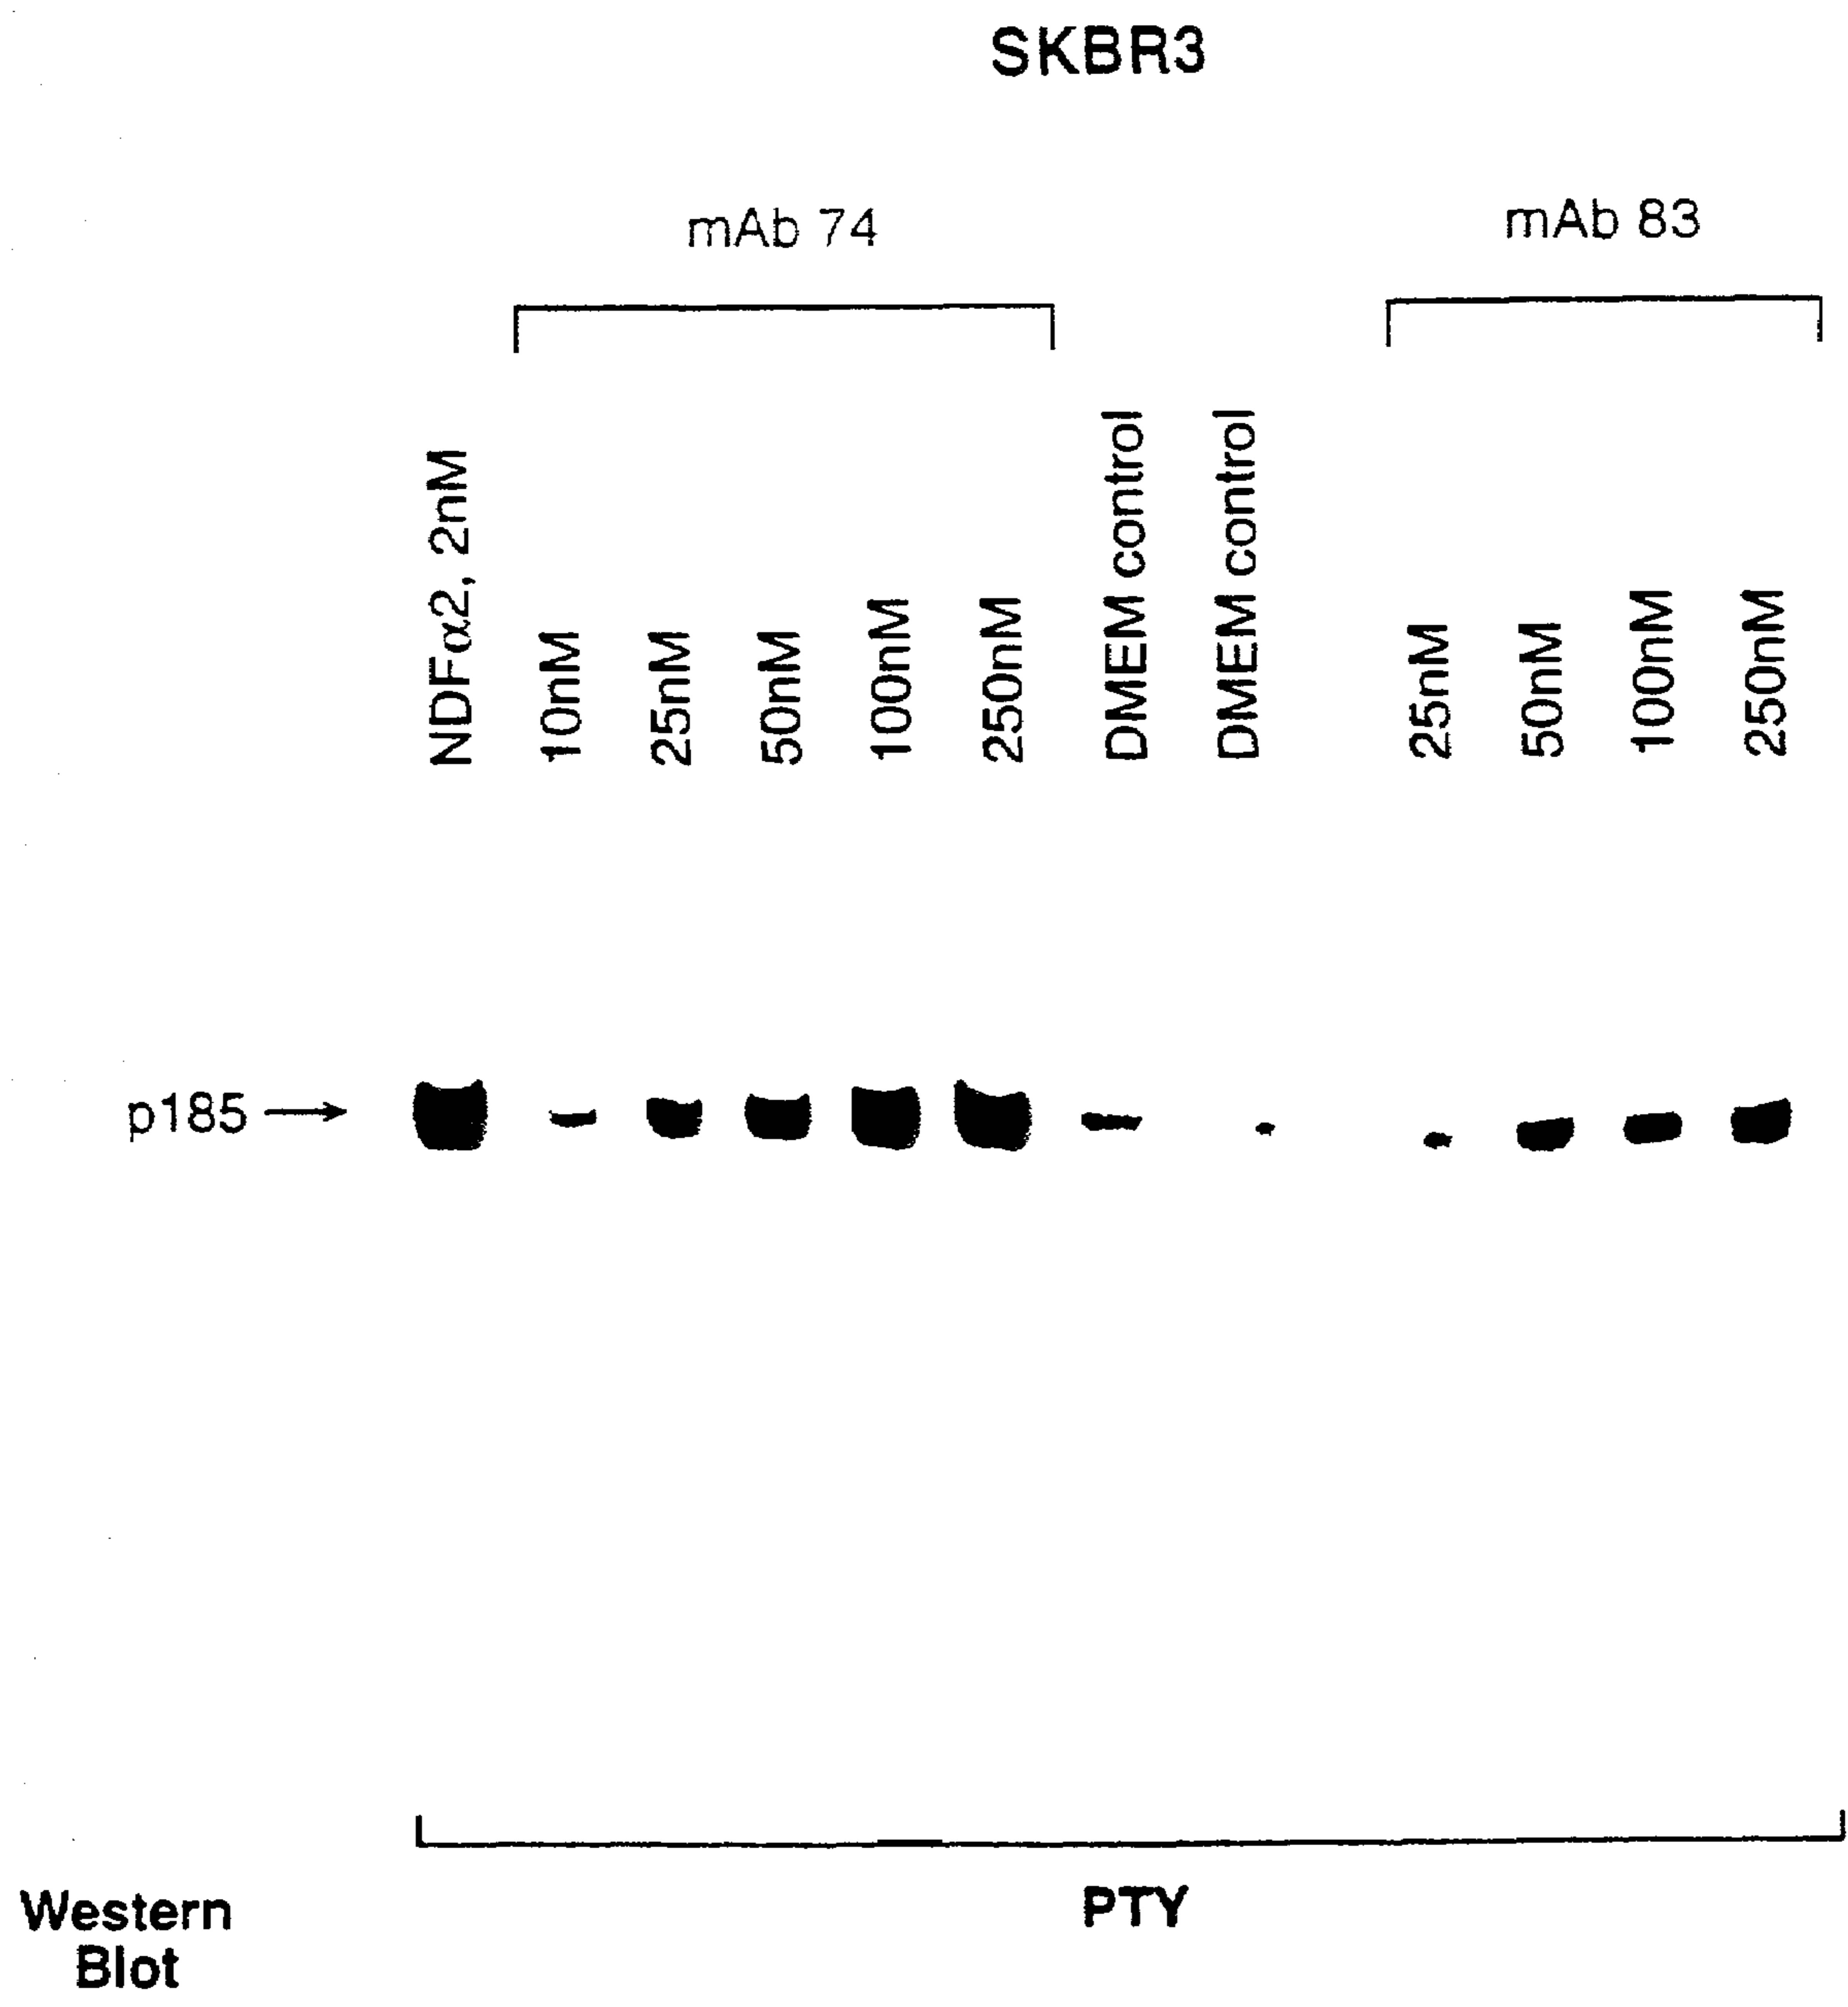 SKBR3
mAb 74
mAb 83
NDFα2, 2nM
10nM
25nM
50nM
100nM
250nM
DMEM control
DMEM control
25nM
50nM
100nM
250nM
p185
PTY
Western
Blot